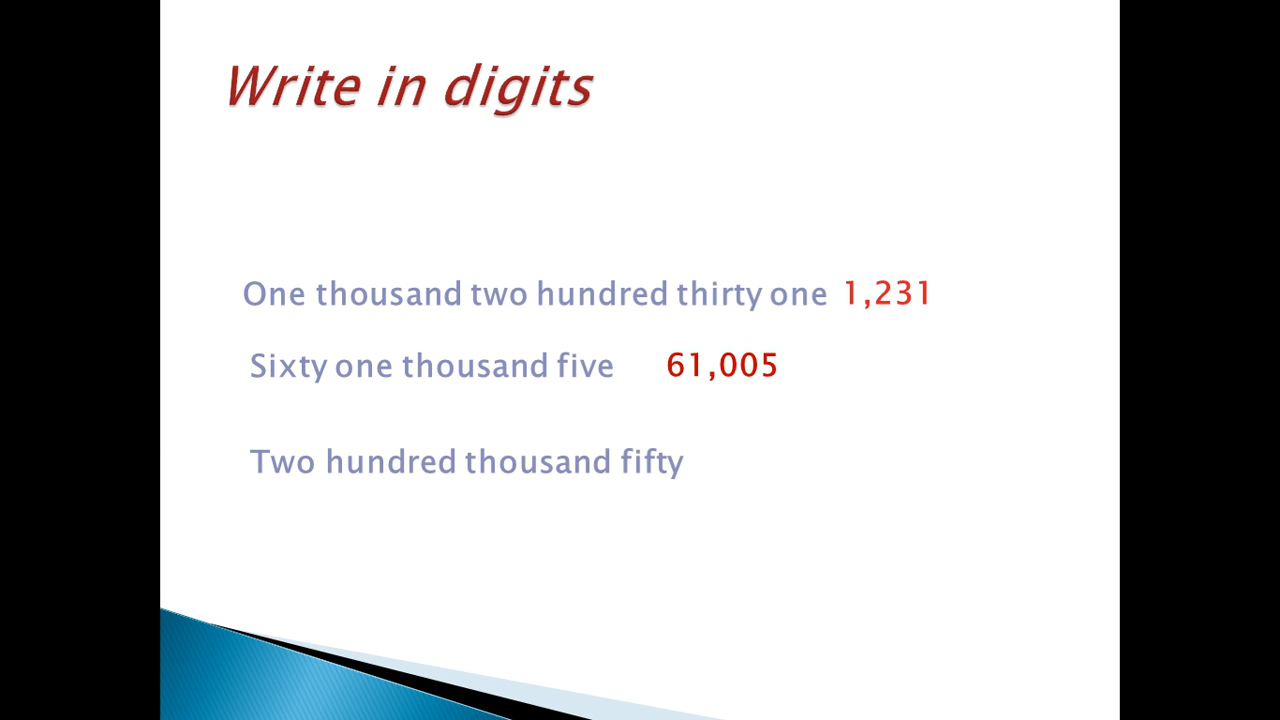 Write in digits
One thousand two hundred thirty one 1,231
Sixty one thousand five 61,005
Two hundred thousand fifty